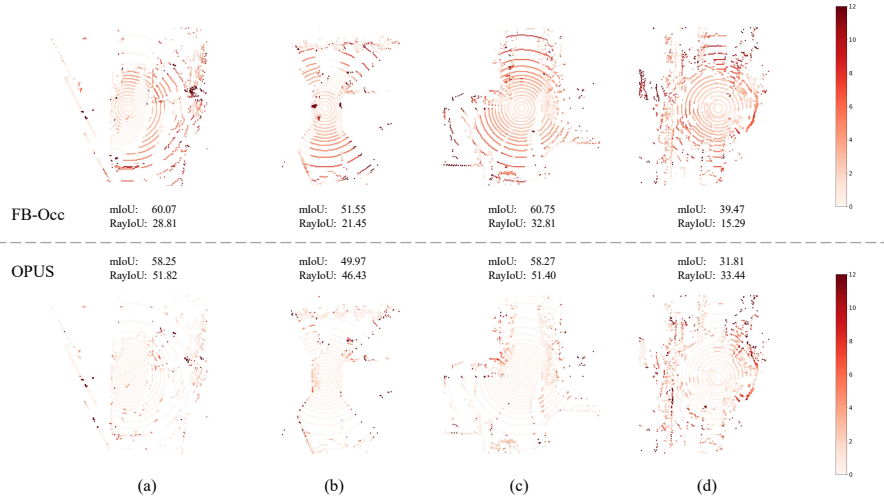 12
10
8
6
4
2
0
FB-Occ
mIoU: 60.07
RayIoU: 28.81
mIoU: 51.55
RayIoU: 21.45
mIoU: 60.75
RayIoU: 32.81
mIoU: 39.47
RayIoU: 15.29
OPUS
mIoU: 58.25
RayIoU: 51.82
mIoU: 49.97
RayIoU: 46.43
mIoU: 58.27
RayIoU: 51.40
mIoU: 31.81
RayIoU: 33.44
12
10
8
6
4
2
0
(a)
(b)
(c)
(d)